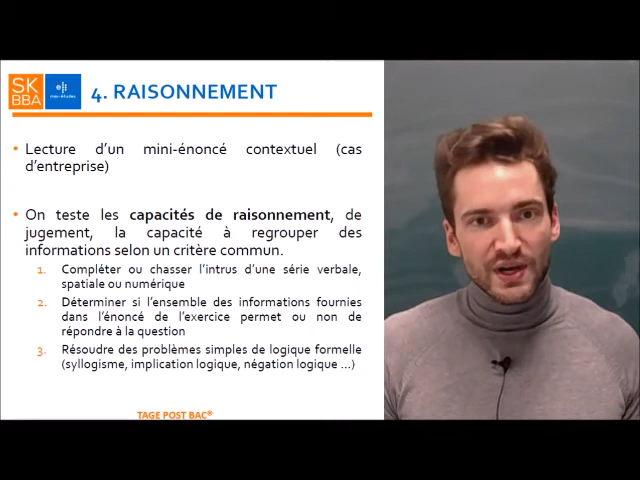 SK
BBA
mes-études
4. RAISONNEMENT
• Lecture d'un mini-énoncé contextuel (cas
d'entreprise)
• On teste les capacités de raisonnement, de
jugement, la capacité à regrouper des
informations selon un critère commun.
1. Compléter ou chasser l'intrus d'une série verbale,
spatiale ou numérique
2. Déterminer si l'ensemble des informations fournies
dans l'énoncé de l'exercice permet ou non de
répondre à la question
3. Résoudre des problèmes simples de logique formelle
(syllogisme, implication logique, négation logique ...)
TAGE POST BAC®